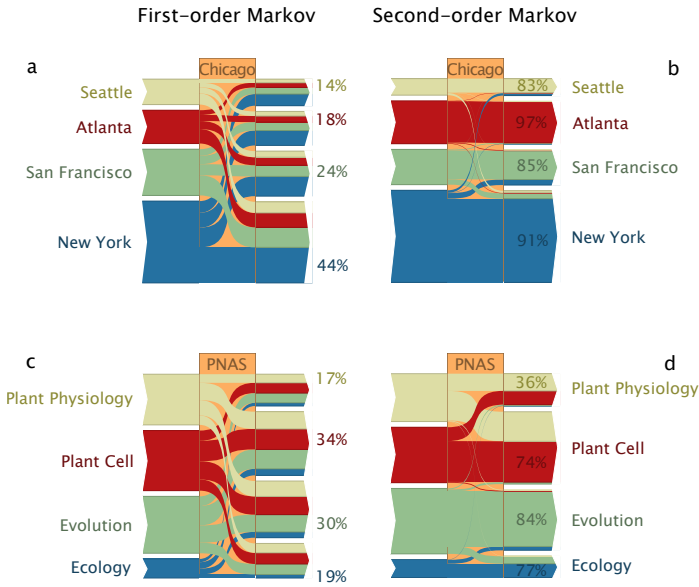 First-order Markov
Second-order Markov
a
Chicago
Seattle
Atlanta
San Francisco
New York
14%
18%
24%
44%
b
Chicago
83%
97%
85%
91%
Seattle
Atlanta
San Francisco
New York
c
PNAS
Plant Physiology
Plant Cell
Evolution
Ecology
17%
34%
30%
19%
d
PNAS
36%
74%
84%
77%
Plant Physiology
Plant Cell
Evolution
Ecology